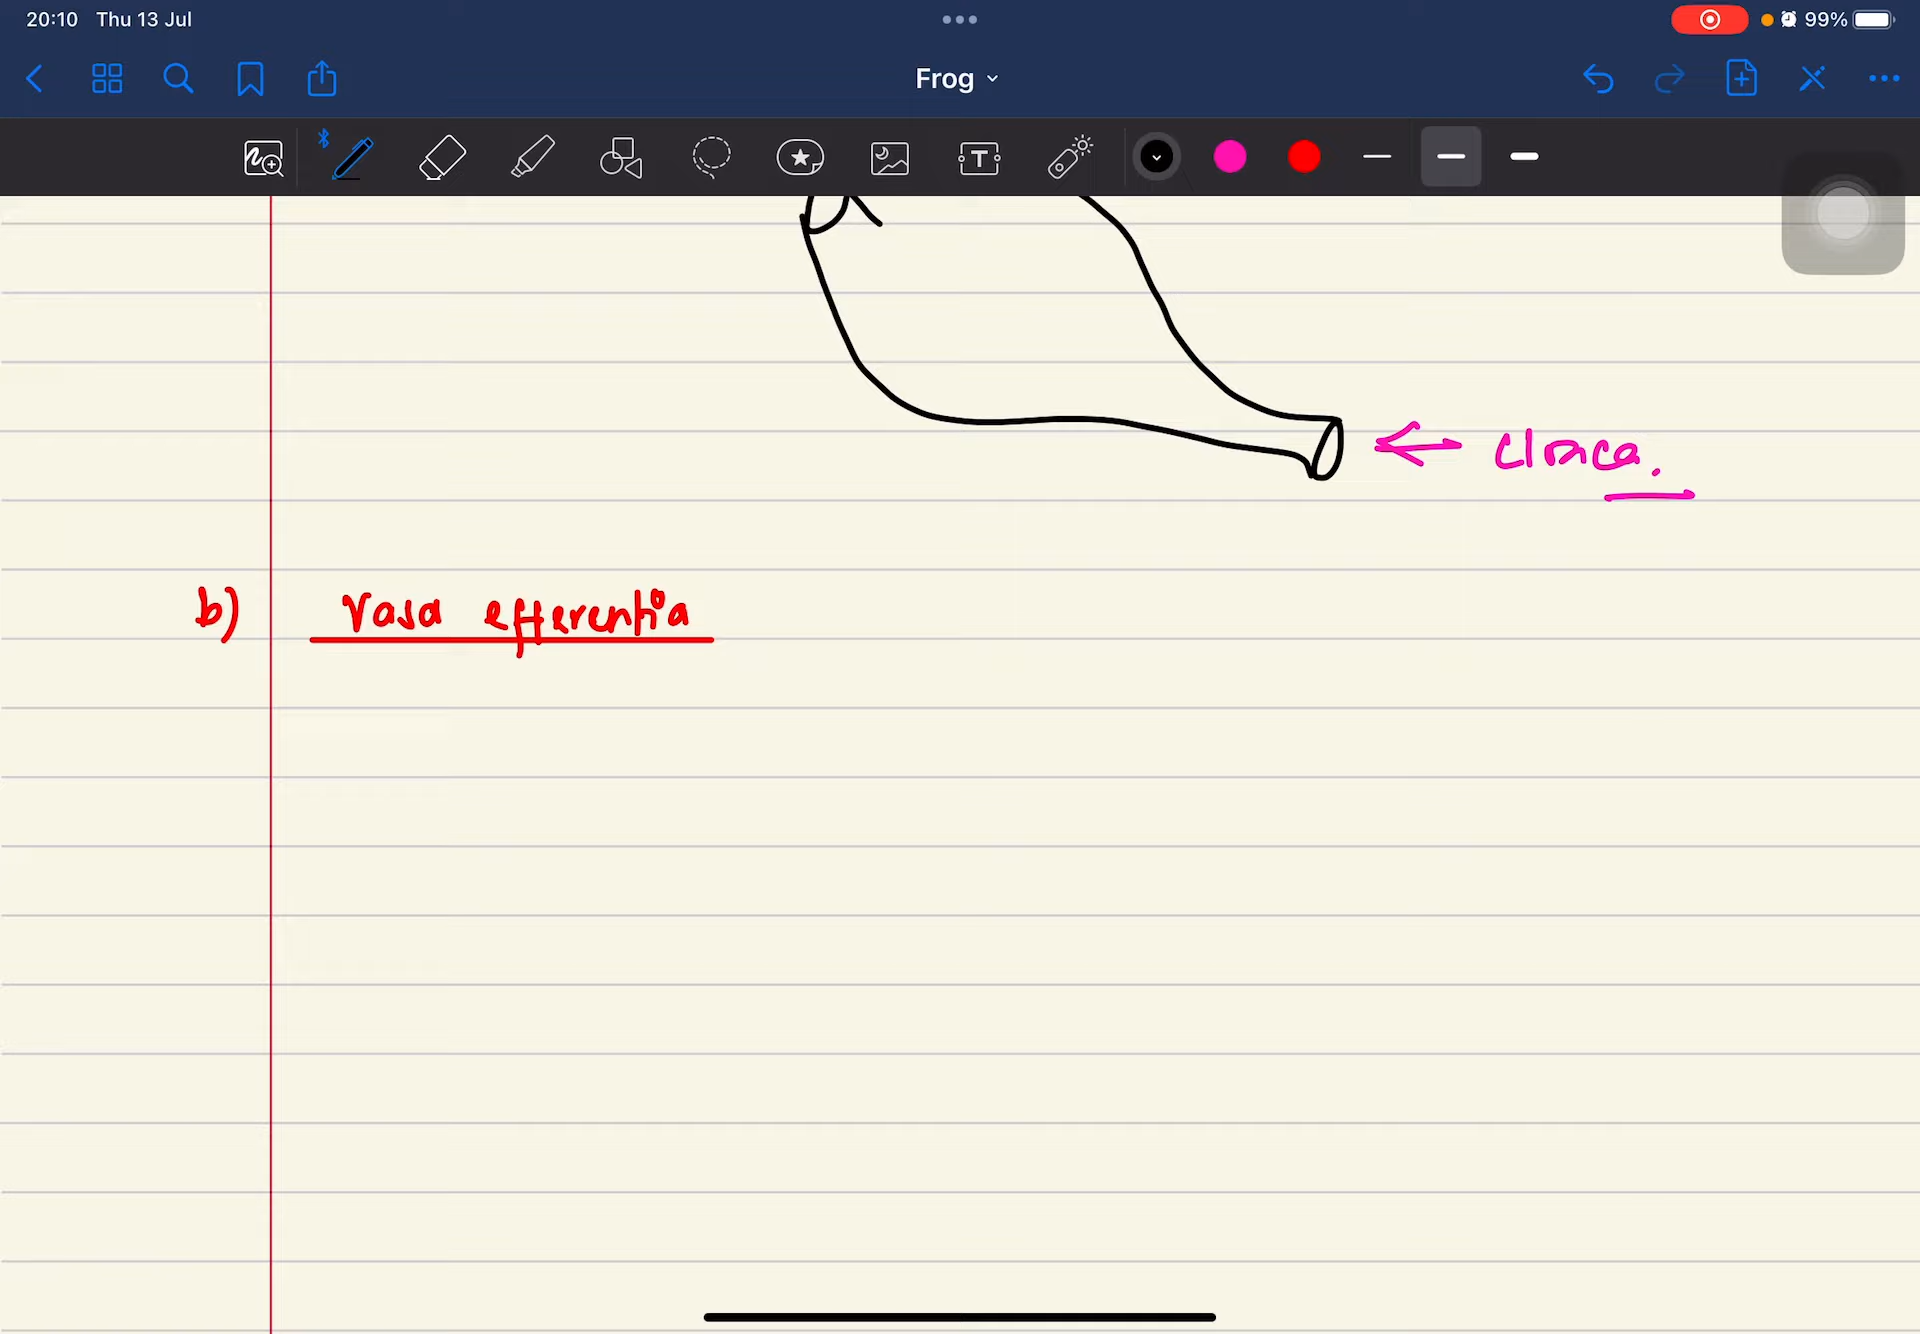 20:10 Thu 13 Jul 99%
Frog
T
cloaca.
b) Vasa efferentia